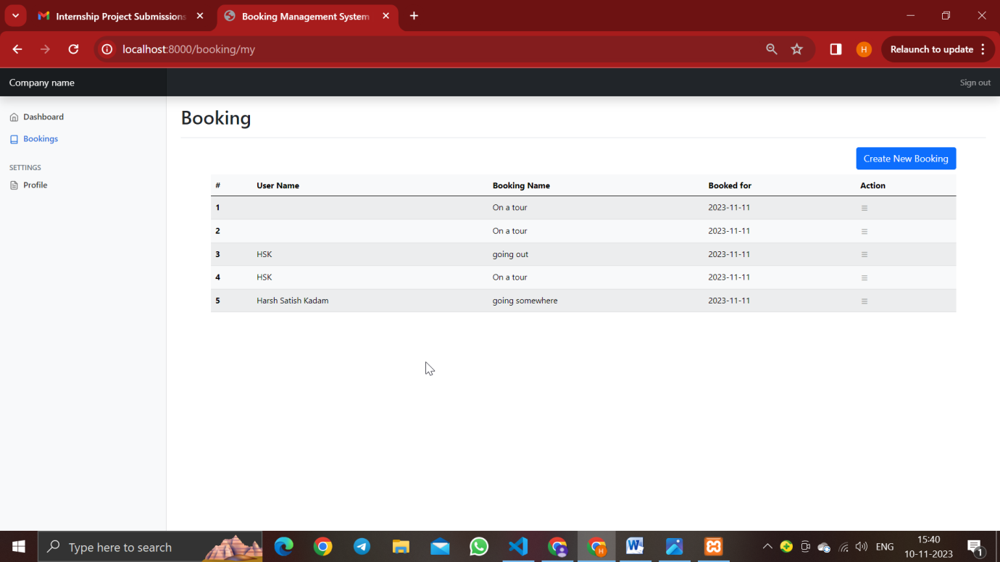 Internship Project Submissions
Booking Management System
localhost:8000/booking/my
H
Relaunch to update
Company name
Sign out
Dashboard
Bookings
SETTINGS
Profile
Booking
Create New Booking
# User Name Booking Name Booked for Action
1 On a tour 2023-11-11
2 On a tour 2023-11-11
3 HSK going out 2023-11-11
4 HSK On a tour 2023-11-11
5 Harsh Satish Kadam going somewhere 2023-11-11
Type here to search
H
W
ENG
15:40
10-11-2023
1